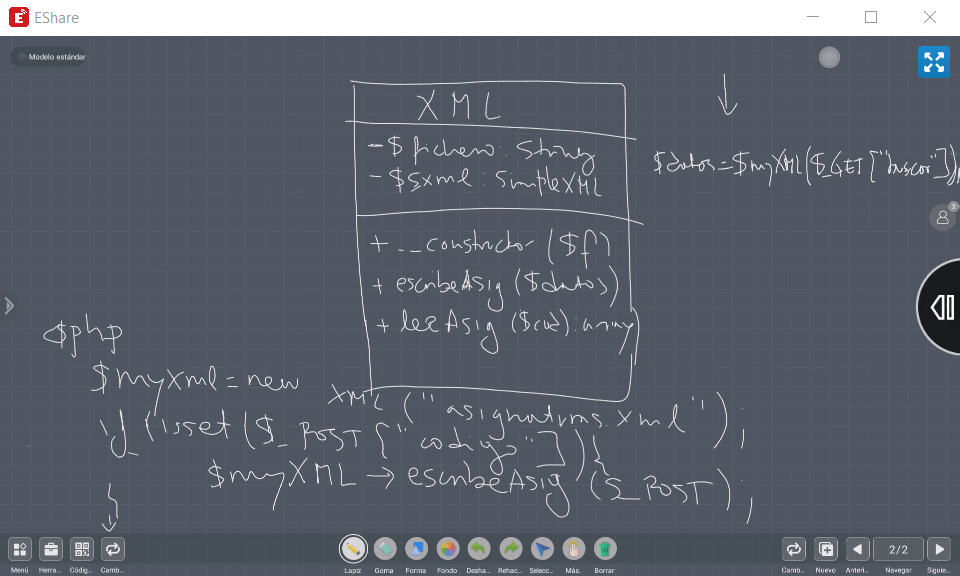 EShare
Modelo estándar
XML
- $fichero: String
- $sxml: SimpleXML
+ __constructor ($f)
+ escribeAsig ($datos)
+ leeAsig ($cod): array
$datos = $myXML($_GET["buscar"])
3
<$php
$myxml = new XML ("asignaturas.xml");
if (isset ($_POST ["codigo"])) {
$myXML → escribeAsig ($_POST);
Menú
Herra...
Códig...
Camb...
Lapiz
Goma
Forma
Fondo
Desha...
Rehac...
Selecc...
Más.
Borrar
Camb...
Nuevo
Anteri...
2/2
Navegar
Siguie...